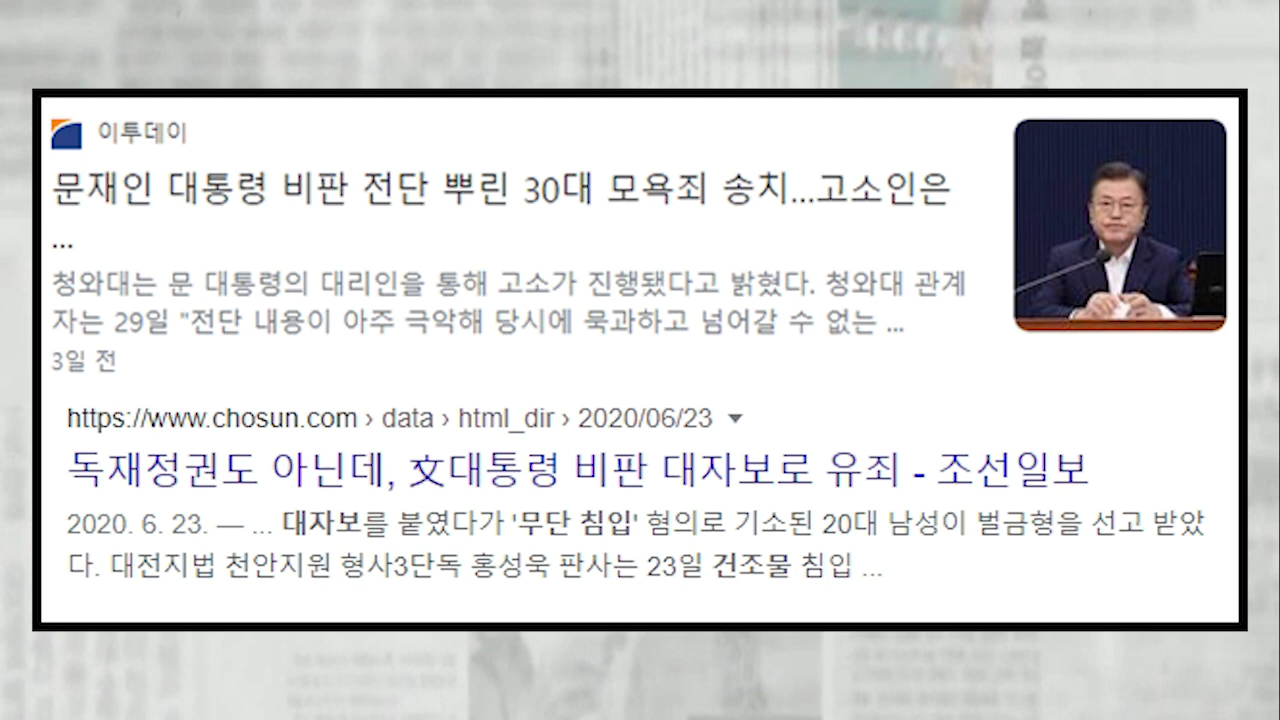 이투데이
문재인 대통령 비판 전단 뿌린 30대 모욕죄 송치...고소인은
...
청와대는 문 대통령의 대리인을 통해 고소가 진행됐다고 밝혔다. 청와대 관계
자는 29일 "전단 내용이 아주 극악해 당시에 묵과하고 넘어갈 수 없는 ...
3일 전
https://www.chosun.com › data › html_dir › 2020/06/23
독재정권도 아닌데, 文대통령 비판 대자보로 유죄 - 조선일보
2020. 6. 23. — ... 대자보를 붙였다가 '무단 침입' 혐의로 기소된 20대 남성이 벌금형을 선고 받았
다. 대전지법 천안지원 형사3단독 홍성욱 판사는 23일 건조물 침입 ...